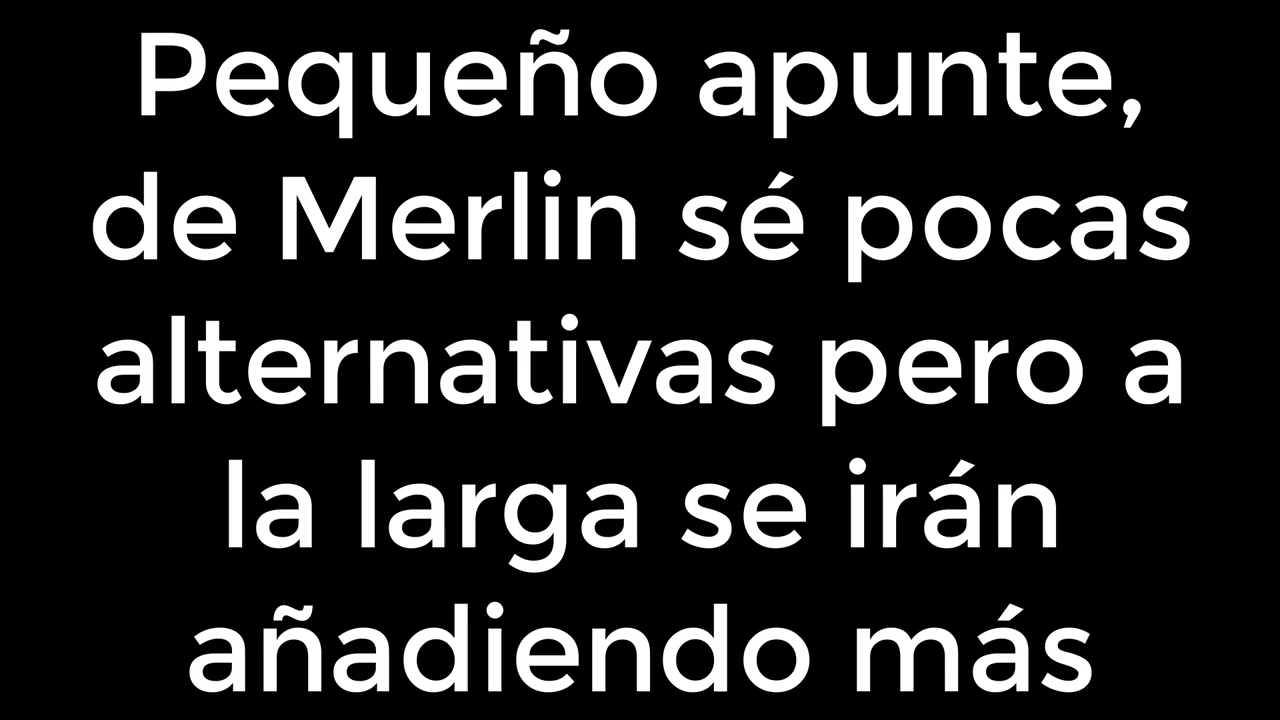 Pequeño apunte,
de Merlin sé pocas
alternativas pero a
la larga se irán
añadiendo más